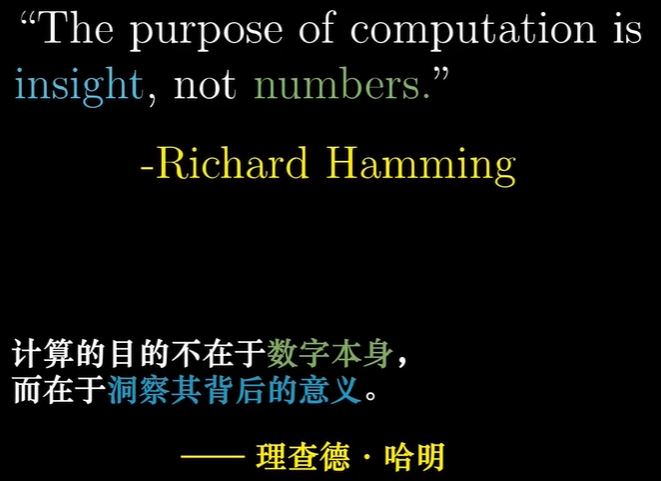 “The purpose of computation is
insight, not numbers.”
-Richard Hamming
计算的目的不在于数字本身，
而在于洞察其背后的意义。
—— 理查德·哈明